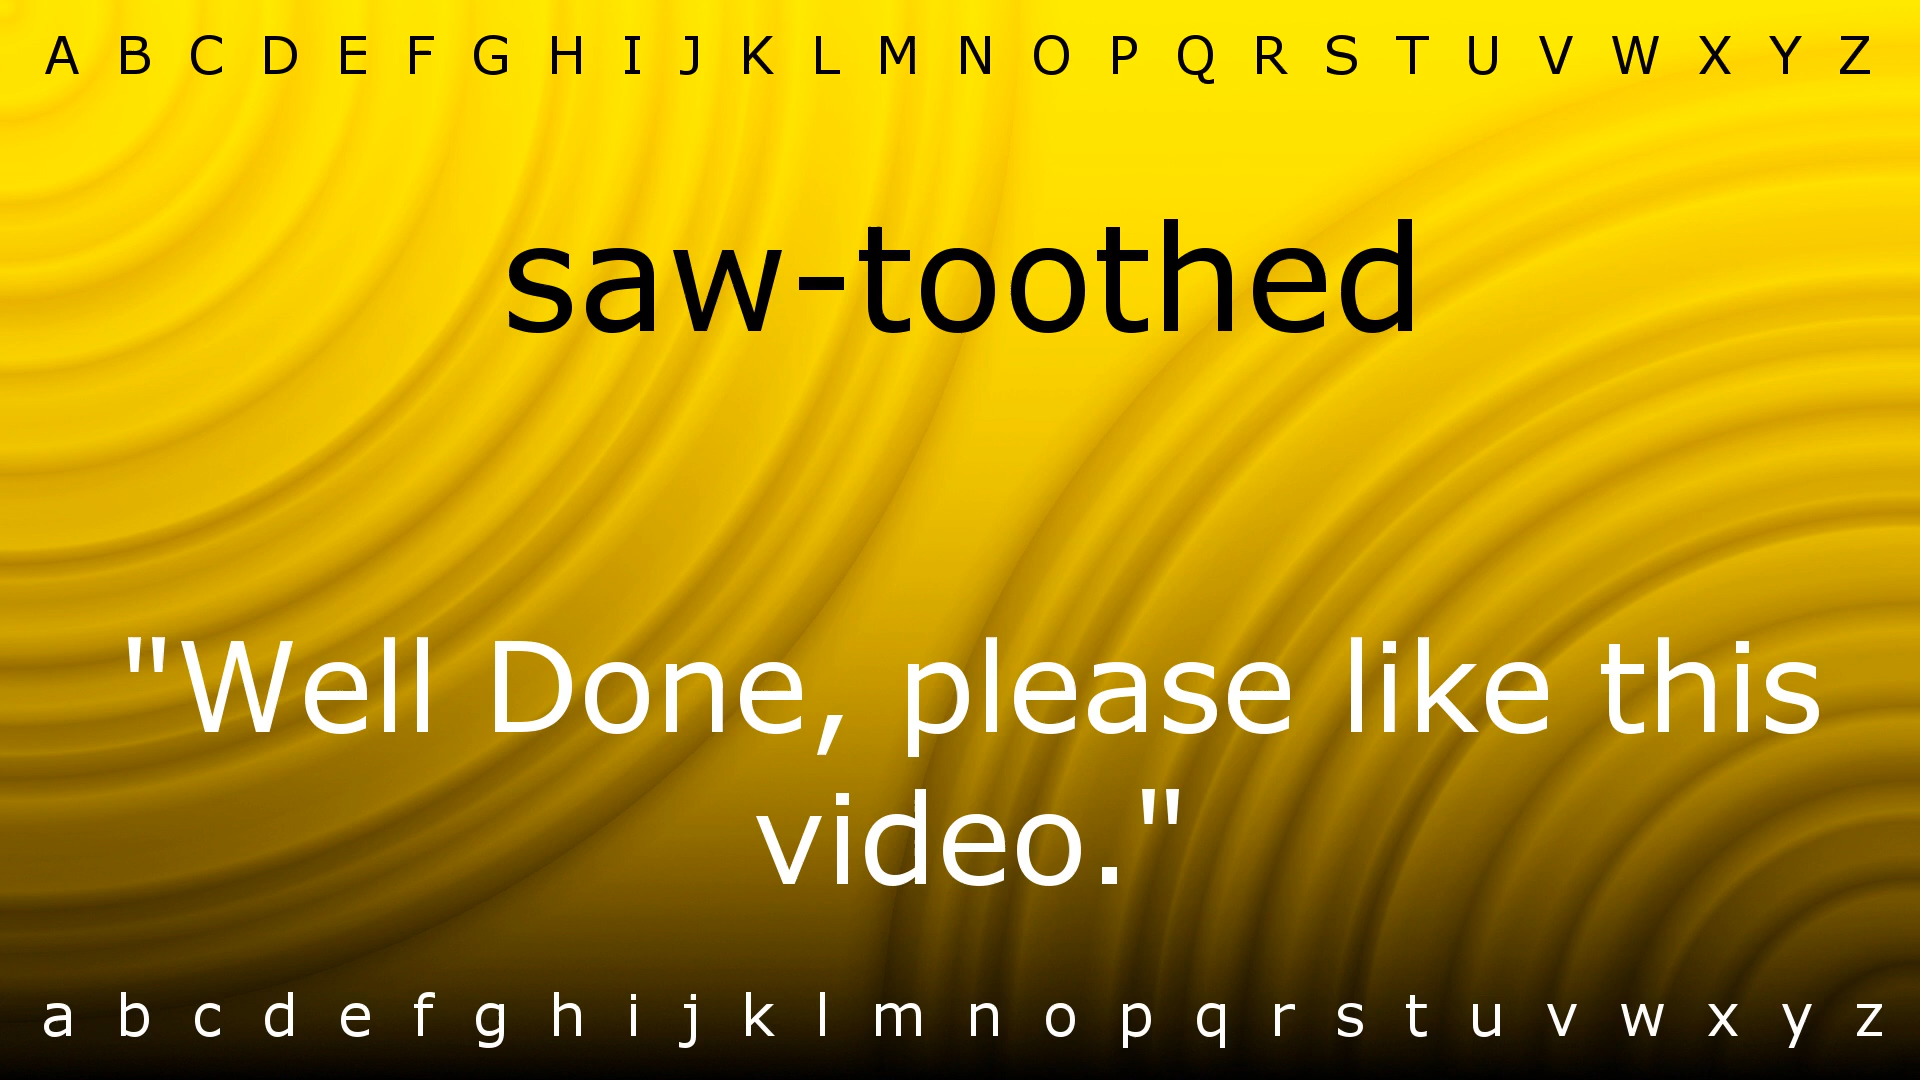 A B C D E F G H I J K L M N O P Q R S T U V W X Y Z
saw-toothed
"Well Done, please like this
video."
a b c d e f g h i j k l m n o p q r s t u v w x y z